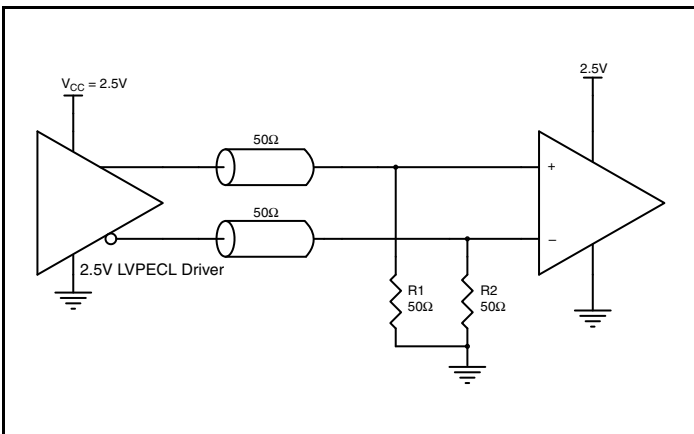 V_CC = 2.5V
2.5V
50Ω
+
50Ω
−
2.5V LVPECL Driver
R1
50Ω
R2
50Ω